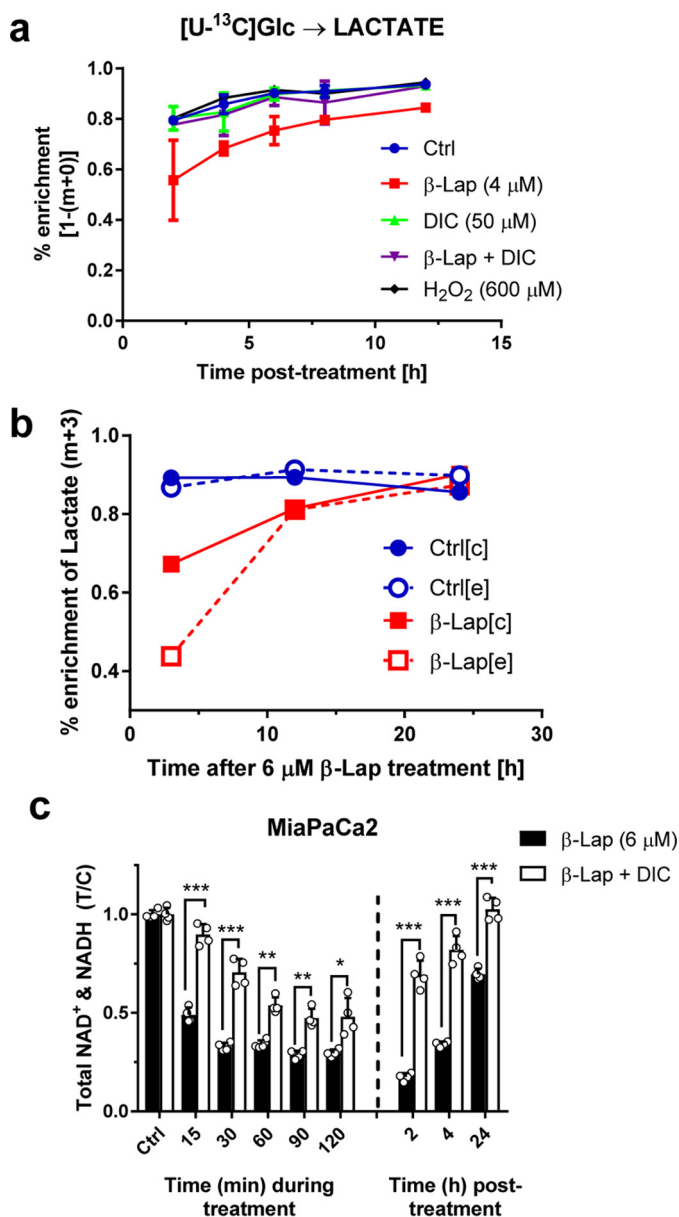 a
[U-¹³C]Glc → LACTATE
% enrichment
[1-(m+0)]
1.0
0.8
0.6
0.4
0.2
0.0
0 5 10 15
Time post-treatment [h]
Ctrl
β-Lap (4 μM)
DIC (50 μM)
β-Lap + DIC
H₂O₂ (600 μM)
b
% enrichment of Lactate (m+3)
1.0
0.8
0.6
0.4
0 10 20 30
Time after 6 μM β-Lap treatment [h]
Ctrl[c]
Ctrl[e]
β-Lap[c]
β-Lap[e]
c
MiaPaCa2
β-Lap (6 μM)
β-Lap + DIC
Total NAD⁺ & NADH (T/C)
1.0
0.5
0.0
*** *** ** ** * *** *** ***
Ctrl 15 30 60 90 120 2 4 24
Time (min) during
treatment
Time (h) post-
treatment